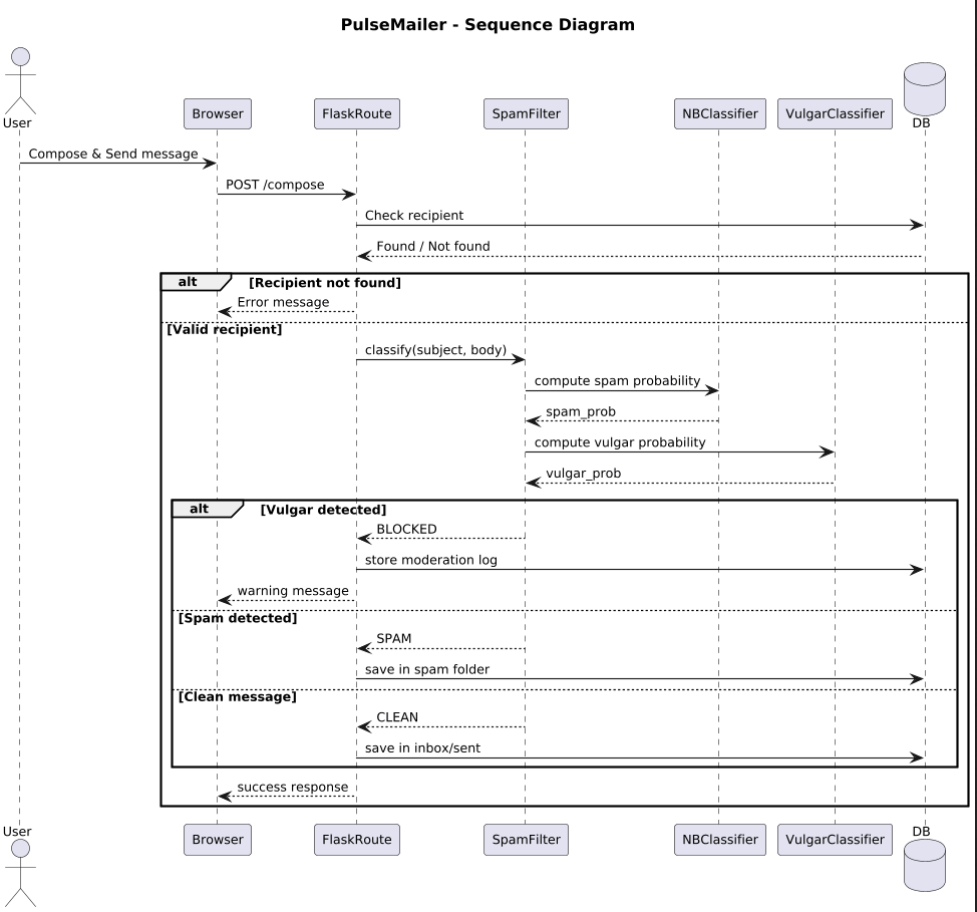 PulseMailer - Sequence Diagram
User
Browser
FlaskRoute
SpamFilter
NBClassifier
VulgarClassifier
DB
Compose & Send message
POST /compose
Check recipient
Found / Not found
alt
[Recipient not found]
Error message
[Valid recipient]
classify(subject, body)
compute spam probability
spam_prob
compute vulgar probability
vulgar_prob
alt
[Vulgar detected]
BLOCKED
store moderation log
warning message
[Spam detected]
SPAM
save in spam folder
[Clean message]
CLEAN
save in inbox/sent
success response
User
Browser
FlaskRoute
SpamFilter
NBClassifier
VulgarClassifier
DB